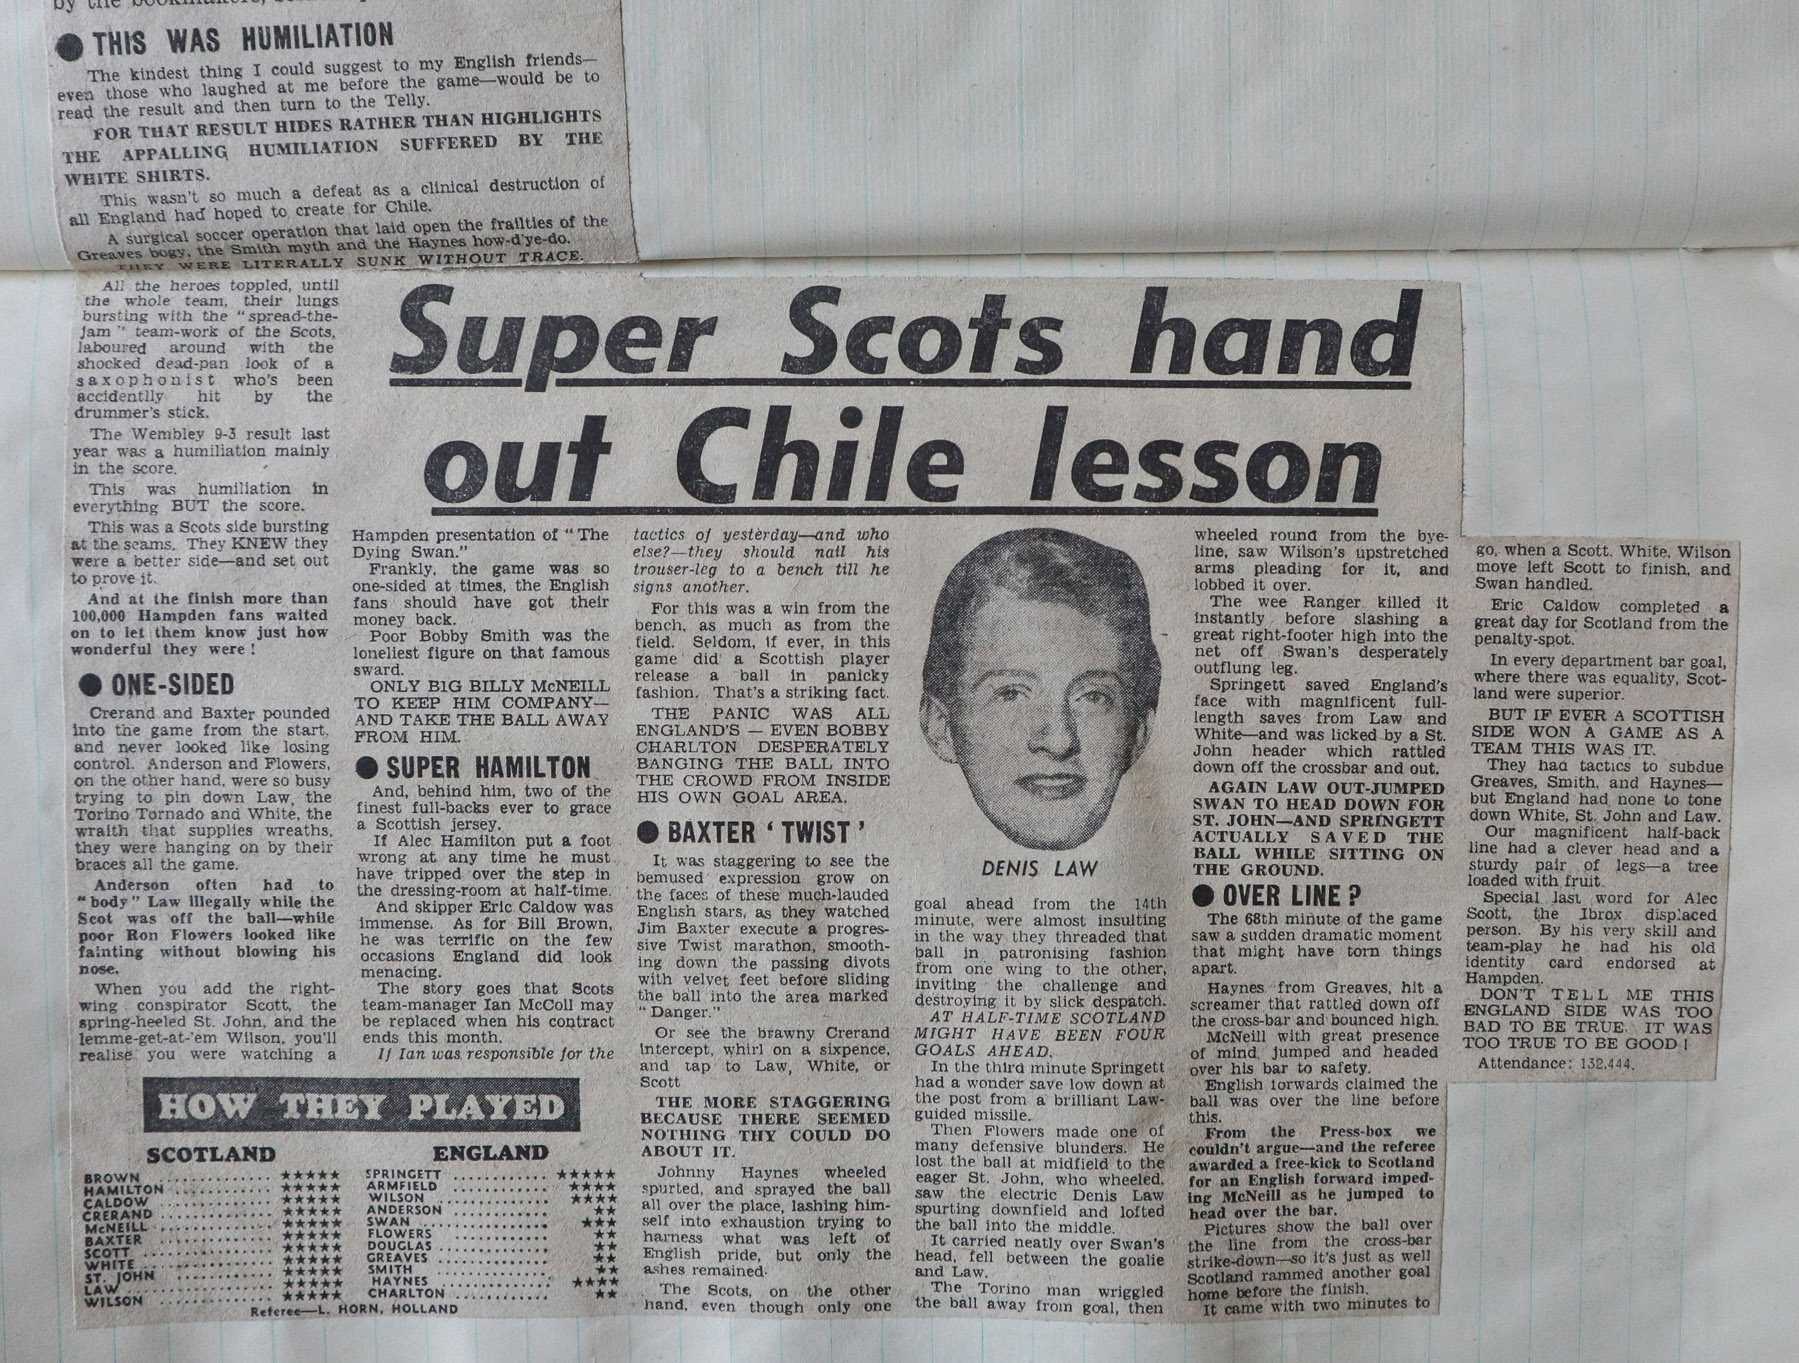 by the bookmakers,
● THIS WAS HUMILIATION
The kindest thing I could suggest to my English friends—
even those who laughed at me before the game—would be to
read the result and then turn to the Telly.
FOR THAT RESULT HIDES RATHER THAN HIGHLIGHTS
THE APPALLING HUMILIATION SUFFERED BY THE
WHITE SHIRTS.
This wasn't so much a defeat as a clinical destruction of
all England had hoped to create for Chile.
A surgical soccer operation that laid open the frailties of the
Greaves bogy, the Smith myth and the Haynes how-d'ye-do.
THEY WERE LITERALLY SUNK WITHOUT TRACE.
Super Scots hand
out Chile lesson
All the heroes toppled, until
the whole team, their lungs
bursting with the "spread-the-
jam" team-work of the Scots,
laboured around with the
shocked dead-pan look of a
saxophonist who's been
accidentlly hit by the
drummer's stick.
The Wembley 9-3 result last
year was a humiliation mainly
in the score.
This was humiliation in
everything BUT the score.
This was a Scots side bursting
at the seams. They KNEW they
were a better side—and set out
to prove it.
And at the finish more than
100,000 Hampden fans waited
on to let them know just how
wonderful they were !
● ONE-SIDED
Crerand and Baxter pounded
into the game from the start,
and never looked like losing
control. Anderson and Flowers,
on the other hand, were so busy
trying to pin down Law, the
Torino Tornado and White, the
wraith that supplies wreaths,
they were hanging on by their
braces all the game.
Anderson often had to
"body" Law illegally while the
Scot was off the ball—while
poor Ron Flowers looked like
fainting without blowing his
nose.
When you add the right-
wing conspirator Scott, the
spring-heeled St. John, and the
lemme-get-at-'em Wilson, you'll
realise you were watching a
Hampden presentation of "The
Dying Swan."
Frankly, the game was so
one-sided at times, the English
fans should have got their
money back.
Poor Bobby Smith was the
loneliest figure on that famous
sward.
ONLY BIG BILLY McNEILL
TO KEEP HIM COMPANY—
AND TAKE THE BALL AWAY
FROM HIM.
● SUPER HAMILTON
And, behind him, two of the
finest full-backs ever to grace
a Scottish jersey.
If Alec Hamilton put a foot
wrong at any time he must
have tripped over the step in
the dressing-room at half-time.
And skipper Eric Caldow was
immense. As for Bill Brown,
he was terrific on the few
occasions England did look
menacing.
The story goes that Scots
team-manager Ian McColl may
be replaced when his contract
ends this month.
If Ian was responsible for the
tactics of yesterday—and who
else?—they should nail his
trouser-leg to a bench till he
signs another.
For this was a win from the
bench, as much as from the
field. Seldom, if ever, in this
game did a Scottish player
release a ball in panicky
fashion. That's a striking fact.
THE PANIC WAS ALL
ENGLAND'S — EVEN BOBBY
CHARLTON DESPERATELY
BANGING THE BALL INTO
THE CROWD FROM INSIDE
HIS OWN GOAL AREA.
● BAXTER 'TWIST'
It was staggering to see the
bemused expression grow on
the faces of these much-lauded
English stars, as they watched
Jim Baxter execute a progres-
sive Twist marathon, smooth-
ing down the passing divots
with velvet feet before sliding
the ball into the area marked
"Danger."
Or see the brawny Crerand
intercept, whirl on a sixpence,
and tap to Law, White, or
Scott
THE MORE STAGGERING
BECAUSE THERE SEEMED
NOTHING THY COULD DO
ABOUT IT.
Johnny Haynes wheeled
spurted, and sprayed the ball
all over the place, lashing him-
self into exhaustion trying to
harness what was left of
English pride, but only the
ashes remained.
The Scots, on the other
hand, even though only one
DENIS LAW
goal ahead from the 14th
minute, were almost insulting
in the way they threaded that
ball in patronising fashion
from one wing to the other,
inviting the challenge and
destroying it by slick despatch.
AT HALF-TIME SCOTLAND
MIGHT HAVE BEEN FOUR
GOALS AHEAD.
In the third minute Springett
had a wonder save low down at
the post from a brilliant Law-
guided missile.
Then Flowers made one of
many defensive blunders. He
lost the ball at midfield to the
eager St. John, who wheeled,
saw the electric Denis Law
spurting downfield and lofted
the ball into the middle.
It carried neatly over Swan's
head, fell between the goalie
and Law.
The Torino man wriggled
the ball away from goal, then
wheeled round from the bye-
line, saw Wilson's upstretched
arms pleading for it, and
lobbed it over.
The wee Ranger killed it
instantly before slashing a
great right-footer high into the
net off Swan's desperately
outflung leg.
Springett saved England's
face with magnificent full-
length saves from Law and
White—and was licked by a St.
John header which rattled
down off the crossbar and out.
AGAIN LAW OUT-JUMPED
SWAN TO HEAD DOWN FOR
ST. JOHN—AND SPRINGETT
ACTUALLY SAVED THE
BALL WHILE SITTING ON
THE GROUND.
● OVER LINE?
The 68th minute of the game
saw a sudden dramatic moment
that might have torn things
apart.
Haynes from Greaves, hit a
screamer that rattled down off
the cross-bar and bounced high.
McNeill with great presence
of mind, jumped and headed
over his bar to safety.
English forwards claimed the
ball was over the line before
this.
From the Press-box we
couldn't argue—and the referee
awarded a free-kick to Scotland
for an English forward imped-
ing McNeill as he jumped to
head over the bar.
Pictures show the ball over
the line from the cross-bar
strike-down—so it's just as well
Scotland rammed another goal
home before the finish.
It came with two minutes to
go, when a Scott, White, Wilson
move left Scott to finish, and
Swan handled.
Eric Caldow completed a
great day for Scotland from the
penalty-spot.
In every department bar goal,
where there was equality, Scot-
land were superior.
BUT IF EVER A SCOTTISH
SIDE WON A GAME AS A
TEAM THIS WAS IT.
They had tactics to subdue
Greaves, Smith, and Haynes—
but England had none to tone
down White, St. John and Law.
Our magnificent half-back
line had a clever head and a
sturdy pair of legs—a tree
loaded with fruit.
Special last word for Alec
Scott, the Ibrox displaced
person. By his very skill and
team-play he had his old
identity card endorsed at
Hampden.
DON'T TELL ME THIS
ENGLAND SIDE WAS TOO
BAD TO BE TRUE. IT WAS
TOO TRUE TO BE GOOD !
Attendance: 132,444.
HOW THEY PLAYED
SCOTLAND
BROWN ............ ★★★★★
HAMILTON ............ ★★★★★
CALDOW ............ ★★★★★
CRERAND ............ ★★★★★
McNEILL ............ ★★★★★
BAXTER ............ ★★★★★
SCOTT ............ ★★★★★
WHITE ............ ★★★★★
ST. JOHN ............ ★★★★★
LAW ............ ★★★★★
WILSON ............ ★★★★★
ENGLAND
SPRINGETT ............ ★★★★★
ARMFIELD ............ ★★★★
WILSON ............ ★★★★
ANDERSON ............ ★★
SWAN ............ ★★★
FLOWERS ............ ★★
DOUGLAS ............ ★★
GREAVES ............ ★★
SMITH ............ ★★
HAYNES ............ ★★★★
CHARLTON ............ ★★
Referee—L. HORN, HOLLAND